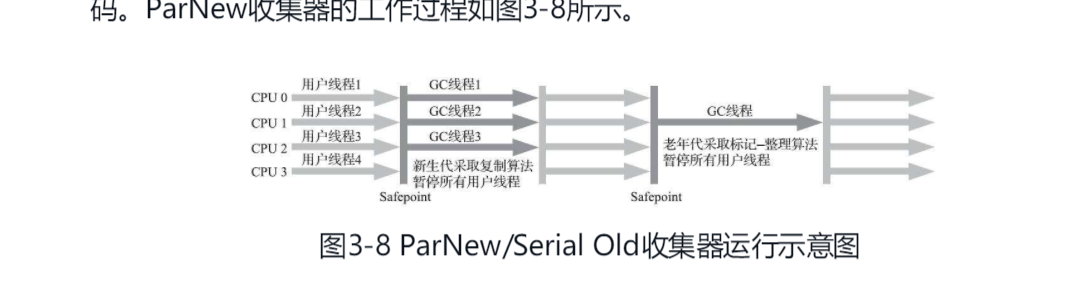 码。ParNew收集器的工作过程如图3-8所示。
用户线程1
GC线程1
CPU 0
用户线程2
GC线程2
GC线程
CPU 1
用户线程3
GC线程3
老年代采取标记–整理算法
CPU 2
用户线程4
新生代采取复制算法
暂停所有用户线程
CPU 3
暂停所有用户线程
Safepoint
Safepoint
图3-8 ParNew/Serial Old收集器运行示意图